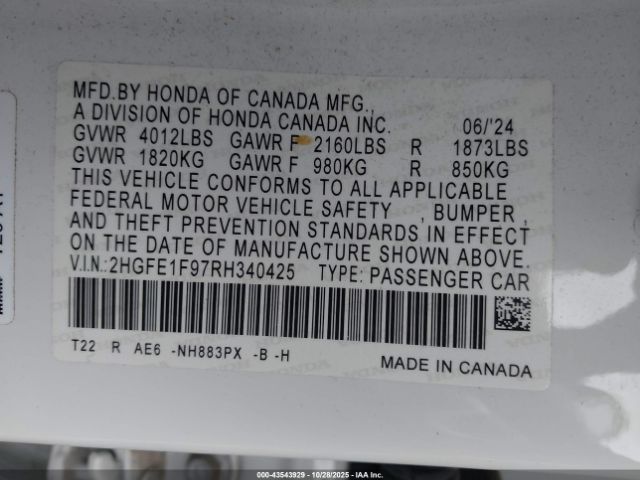 MFD.BY HONDA OF CANADA MFG.,
A DIVISION OF HONDA CANADA INC. 06/'24
GVWR 4012LBS GAWR F 2160LBS R 1873LBS
GVWR 1820KG GAWR F 980KG R 850KG
THIS VEHICLE CONFORMS TO ALL APPLICABLE
FEDERAL MOTOR VEHICLE SAFETY , BUMPER ,
AND THEFT PREVENTION STANDARDS IN EFFECT
ON THE DATE OF MANUFACTURE SHOWN ABOVE.
V.I.N.:2HGFE1F97RH340425 TYPE: PASSENGER CAR
T22 R AE6 -NH883PX -B -H
MADE IN CANADA
000-43543929 - 10/28/2025 - IAA Inc.